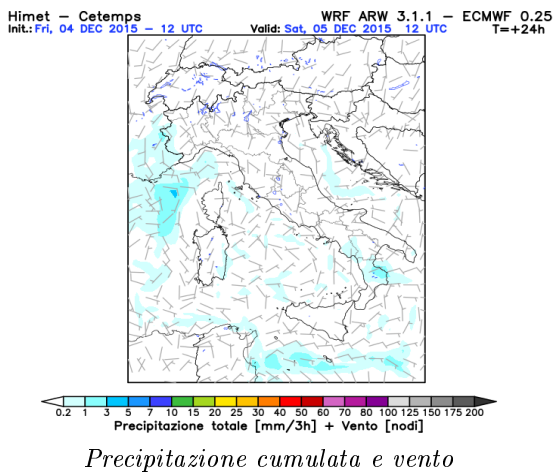 Himet – Cetemps WRF ARW 3.1.1 – ECMWF 0.25
Init.: Fri, 04 DEC 2015 – 12 UTC Valid: Sat, 05 DEC 2015 12 UTC T=+24h
0.2 1 3 5 7 10 15 20 25 30 40 50 60 70 80 100 125 150 175 200
Precipitazione totale [mm/3h] + Vento [nodi]
Precipitazione cumulata e vento